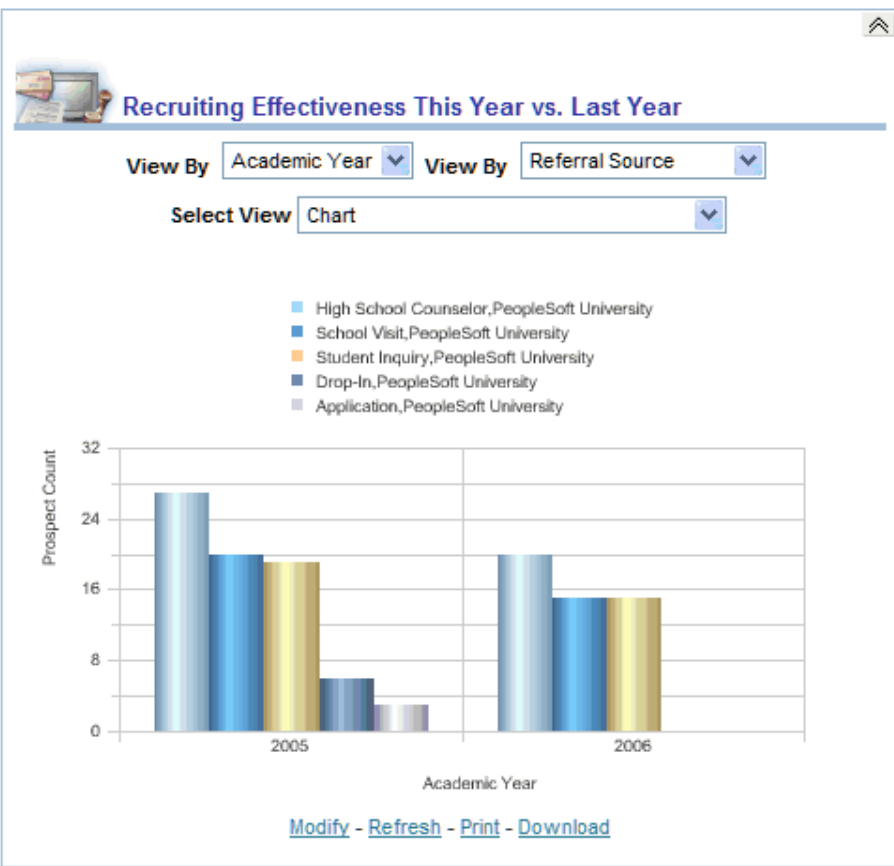 Recruiting Effectiveness This Year vs. Last Year
View By Academic Year View By Referral Source
Select View Chart
High School Counselor,PeopleSoft University
School Visit,PeopleSoft University
Student Inquiry,PeopleSoft University
Drop-In,PeopleSoft University
Application,PeopleSoft University
Prospect Count
32
24
16
8
0
2005 2006
Academic Year
Modify - Refresh - Print - Download